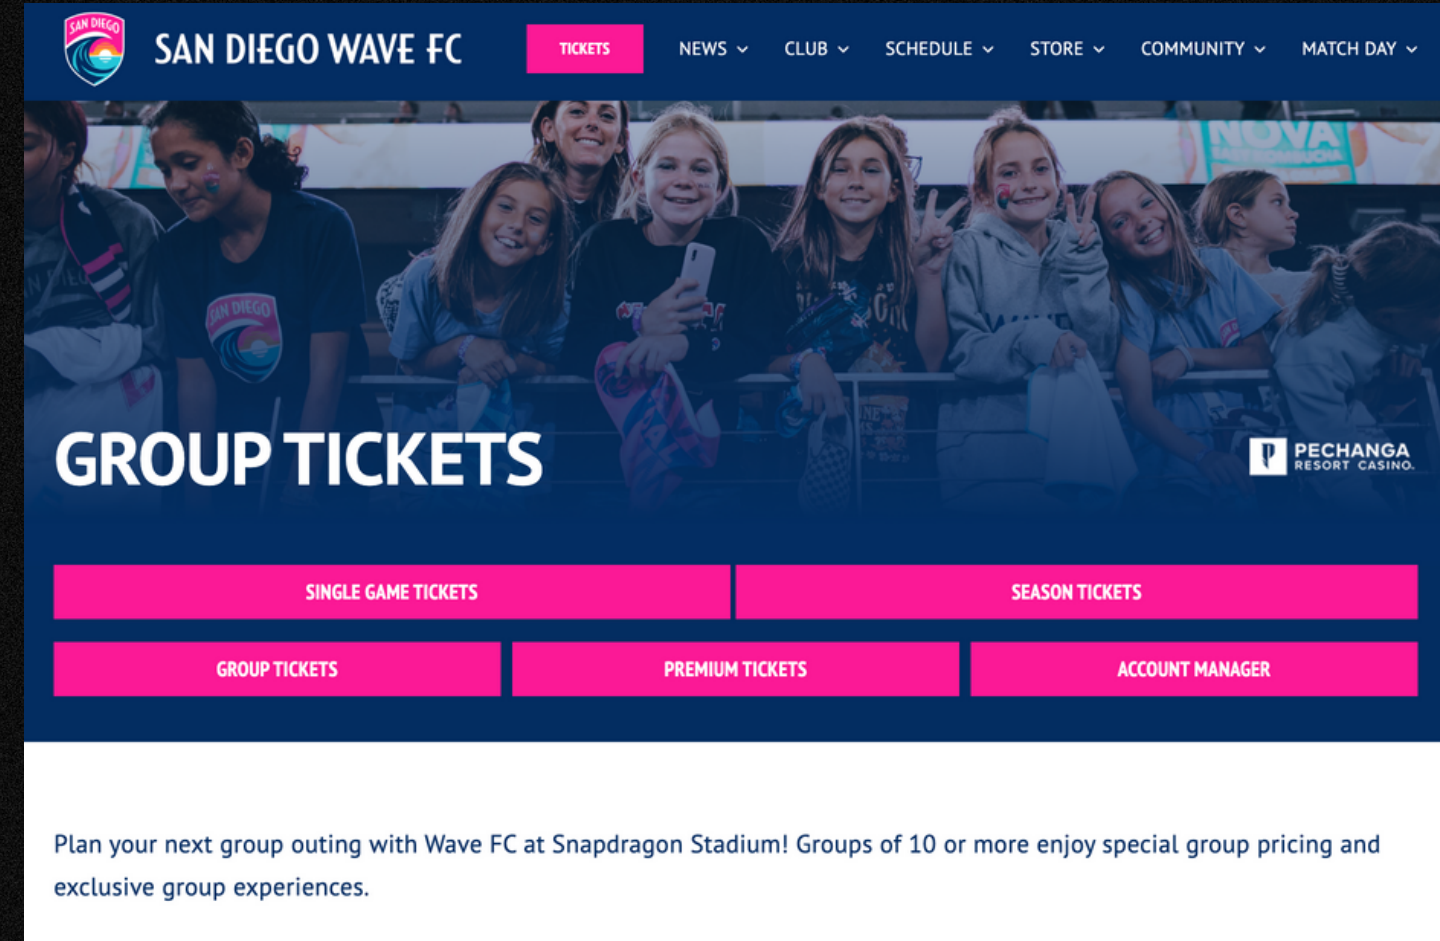 SAN DIEGO
SAN DIEGO WAVE FC
TICKETS
NEWS
CLUB
SCHEDULE
STORE
COMMUNITY
MATCH DAY
NOVA
SAN DIEGO
GROUP TICKETS
PECHANGA
RESORT CASINO.
SINGLE GAME TICKETS
SEASON TICKETS
GROUP TICKETS
PREMIUM TICKETS
ACCOUNT MANAGER
Plan your next group outing with Wave FC at Snapdragon Stadium! Groups of 10 or more enjoy special group pricing and
exclusive group experiences.